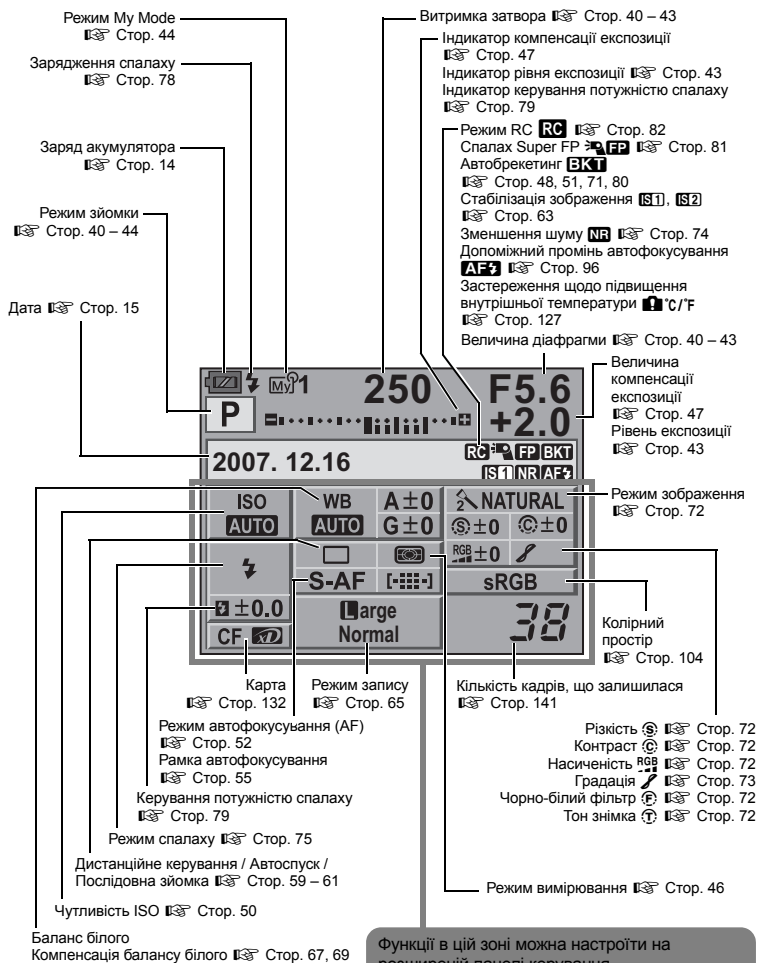 Режим My Mode
☞ Стор. 44
Зарядження спалаху
☞ Стор. 78
Заряд акумулятора
☞ Стор. 14
Режим зйомки
☞ Стор. 40 – 44
Дата ☞ Стор. 15
Витримка затвора ☞ Стор. 40 – 43
Індикатор компенсації експозиції
☞ Стор. 47
Індикатор рівня експозиції ☞ Стор. 43
Індикатор керування потужністю спалаху
☞ Стор. 79
Режим RC RC ☞ Стор. 82
Спалах Super FP FP ☞ Стор. 81
Автобрекетинг BKT
☞ Стор. 48, 51, 71, 80
Стабілізація зображення IS1, IS2
☞ Стор. 63
Зменшення шуму NR ☞ Стор. 74
Допоміжний промінь автофокусування
AF⚡ ☞ Стор. 96
Застереження щодо підвищення
внутрішньої температури °C/°F
☞ Стор. 127
Величина діафрагми ☞ Стор. 40 – 43
Величина
компенсації
експозиції
☞ Стор. 47
Рівень експозиції
☞ Стор. 43
My 1 250 F5.6
P +2.0
2007. 12.16 RC FP BKT
IS1 NR AF⚡
ISO WB A±0 2 NATURAL
AUTO AUTO G±0 S±0 C±0
RGB±0
S-AF sRGB
±0.0 Large 38
CF xD Normal
Режим зображення
☞ Стор. 72
Колірний
простір
☞ Стор. 104
Карта
☞ Стор. 132
Режим запису
☞ Стор. 65
Кількість кадрів, що залишилася
☞ Стор. 141
Режим автофокусування (AF)
☞ Стор. 52
Рамка автофокусування
☞ Стор. 55
Керування потужністю спалаху
☞ Стор. 79
Режим спалаху ☞ Стор. 75
Дистанційне керування / Автоспуск /
Послідовна зйомка ☞ Стор. 59 – 61
Чутливість ISO ☞ Стор. 50
Баланс білого
Компенсація балансу білого ☞ Стор. 67, 69
Різкість S ☞ Стор. 72
Контраст C ☞ Стор. 72
Насиченість RGB ☞ Стор. 72
Градація ☞ Стор. 73
Чорно-білий фільтр F ☞ Стор. 72
Тон знімка T ☞ Стор. 72
Режим вимірювання ☞ Стор. 46
Функції в цій зоні можна настроїти на